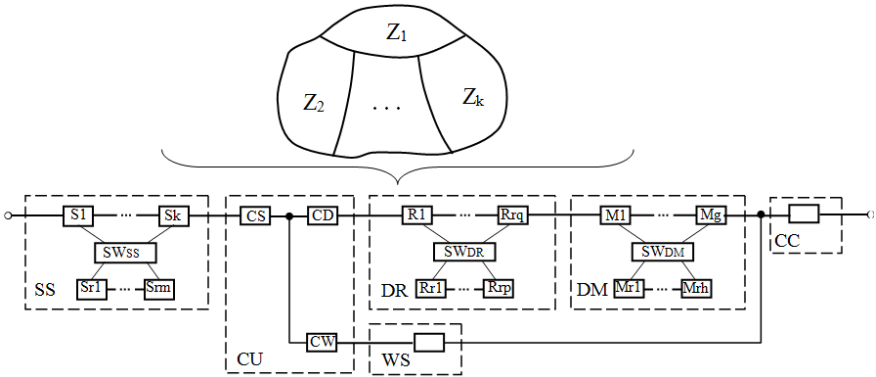 Z1
Z2 ... Zk
S1 ... Sk CS CD R1 ... Rrq M1 ... Mg
SWSS SWDR SWDM CC
SS Sr1 ... Srm DR Rr1 ... Rrp DM Mr1 ... Mrh
CW
CU WS